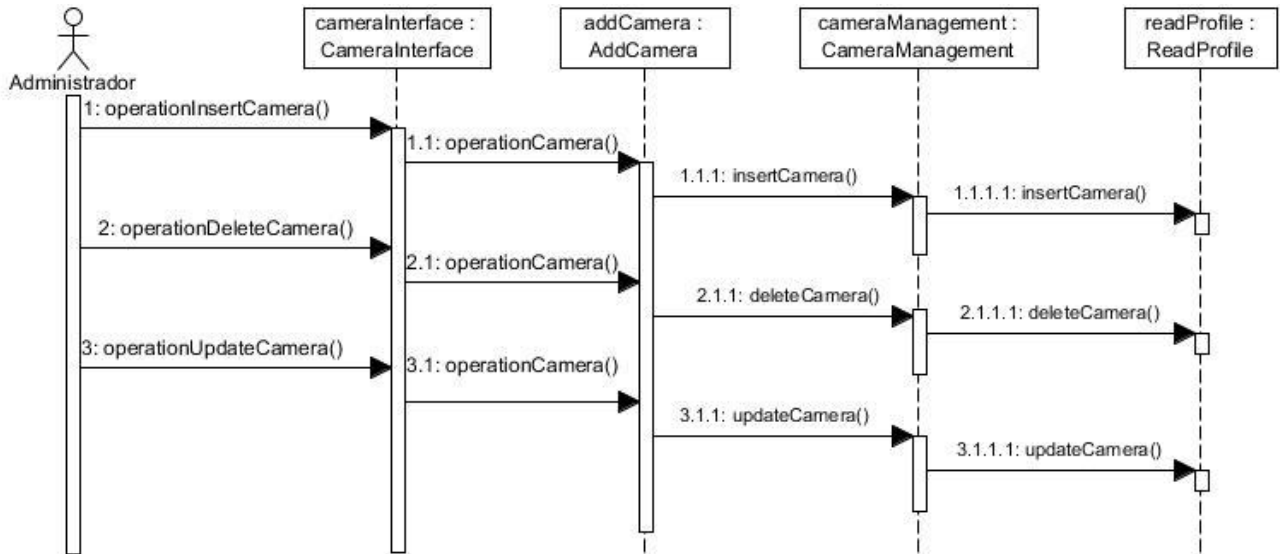 cameraInterface :
CameraInterface
addCamera :
AddCamera
cameraManagement :
CameraManagement
readProfile :
ReadProfile
Administrador
1: operationInsertCamera()
1.1: operationCamera()
1.1.1: insertCamera()
1.1.1.1: insertCamera()
2: operationDeleteCamera()
2.1: operationCamera()
2.1.1: deleteCamera()
2.1.1.1: deleteCamera()
3: operationUpdateCamera()
3.1: operationCamera()
3.1.1: updateCamera()
3.1.1.1: updateCamera()